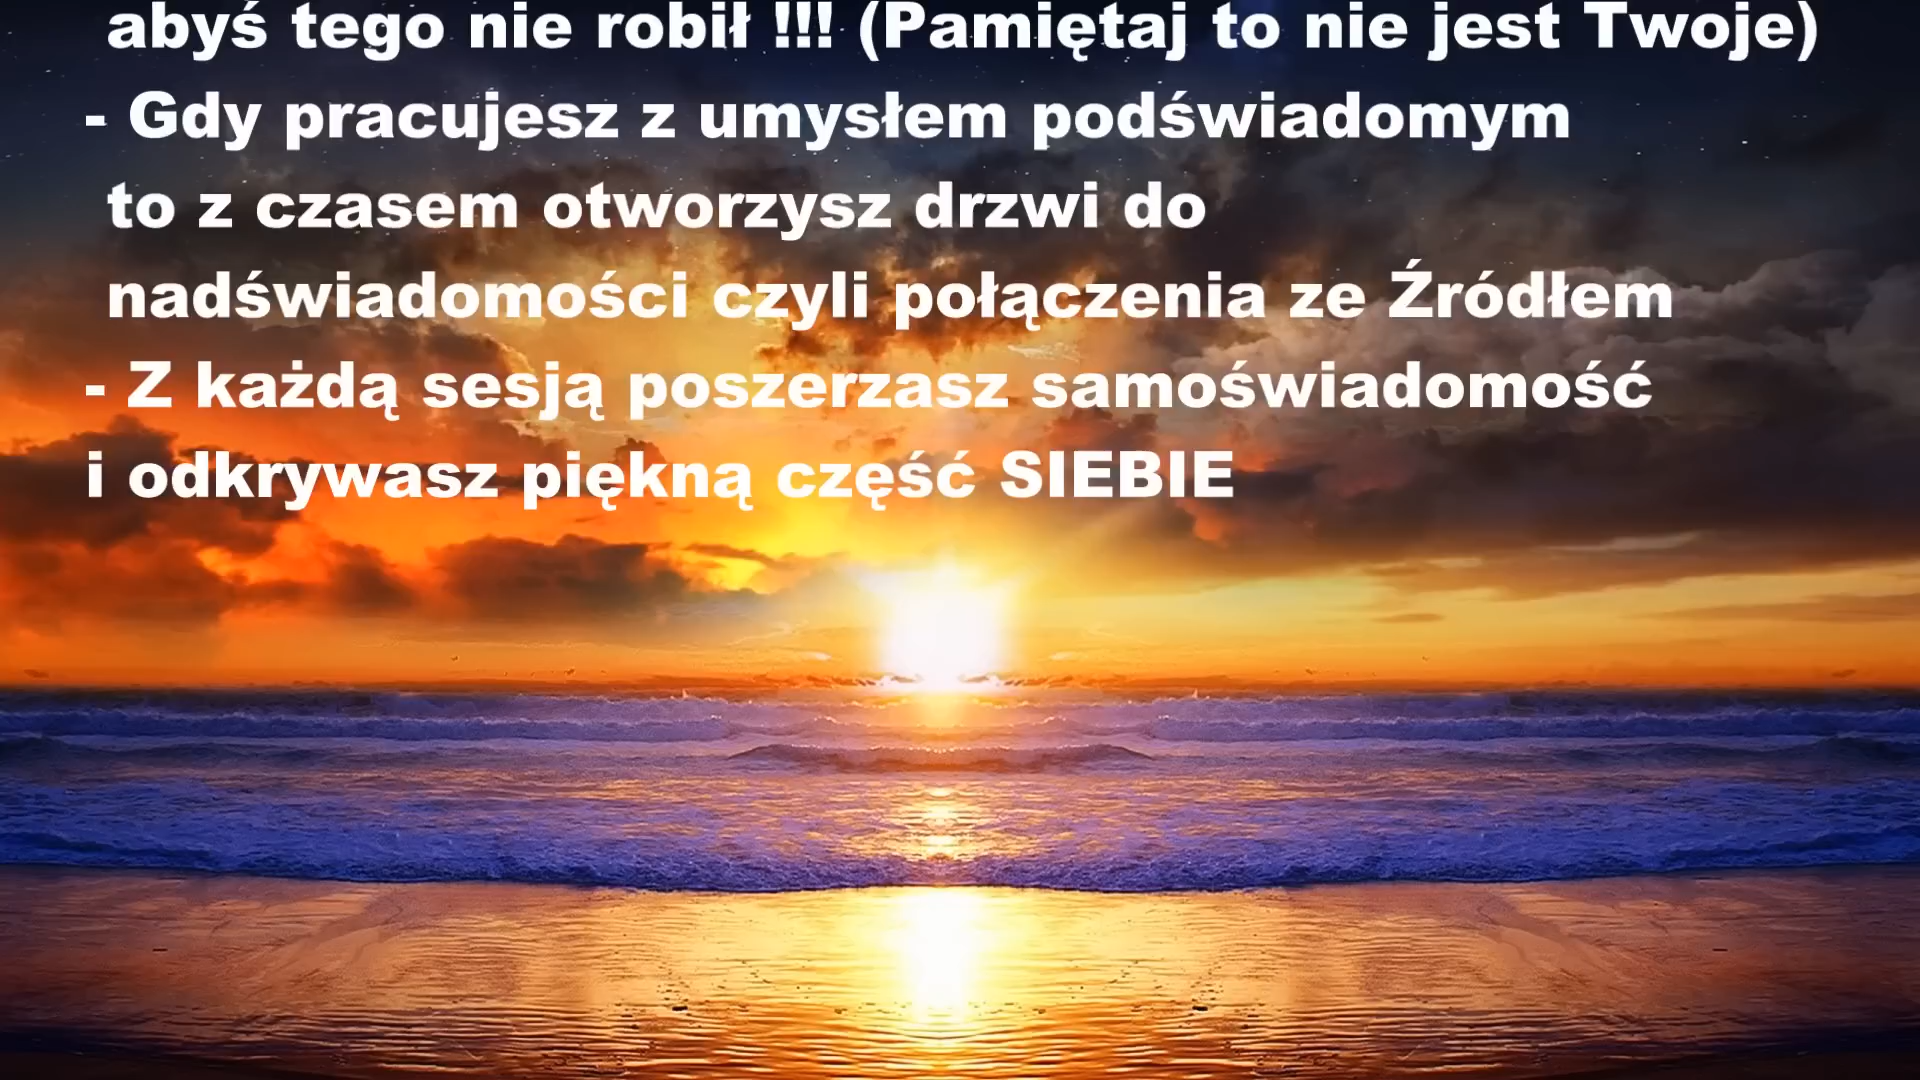 abyś tego nie robił !!! (Pamiętaj to nie jest Twoje)
- Gdy pracujesz z umysłem podświadomym
to z czasem otworzysz drzwi do
nadświadomości czyli połączenia ze Źródłem
- Z każdą sesją poszerzasz samoświadomość
i odkrywasz piękną część SIEBIE